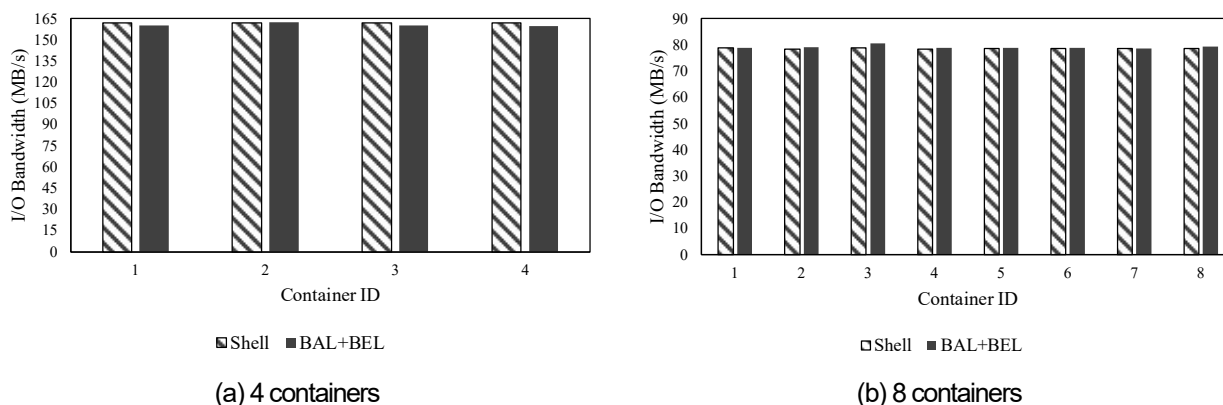 165
150
135
120
105
90
75
60
45
30
15
0
I/O Bandwidth (MB/s)
1 2 3 4
Container ID
Shell BAL+BEL
(a) 4 containers
90
80
70
60
50
40
30
20
10
0
I/O Bandwidth (MB/s)
1 2 3 4 5 6 7 8
Container ID
Shell BAL+BEL
(b) 8 containers